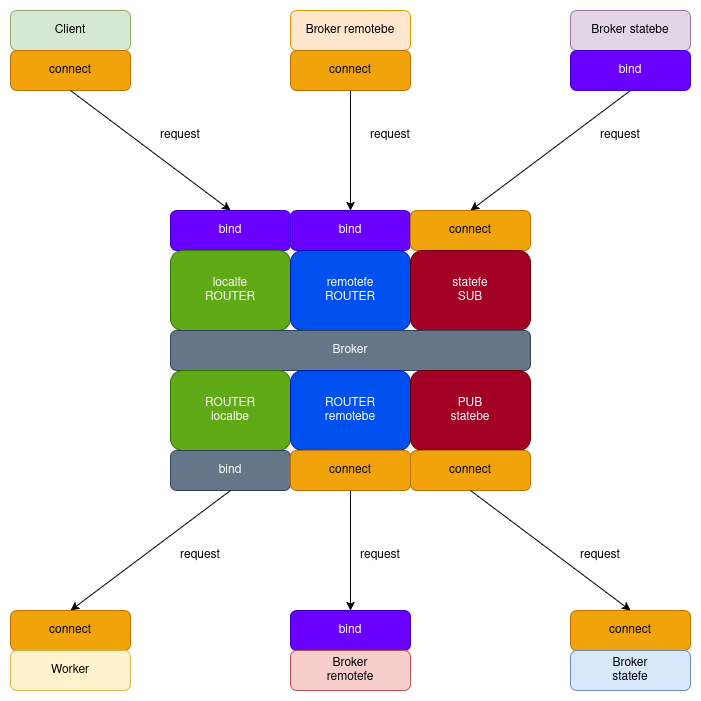 Client
Broker remotebe
Broker statebe
connect
connect
bind
request
request
request
bind
bind
connect
localfe
ROUTER
remotefe
ROUTER
statefe
SUB
Broker
ROUTER
localbe
ROUTER
remotebe
PUB
statebe
bind
connect
connect
request
request
request
connect
bind
connect
Worker
Broker
remotefe
Broker
statefe